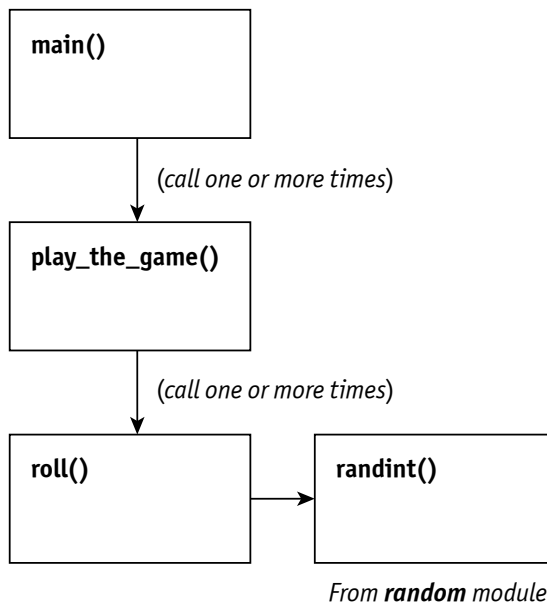 main()
(call one or more times)
play_the_game()
(call one or more times)
roll()
randint()
From random module